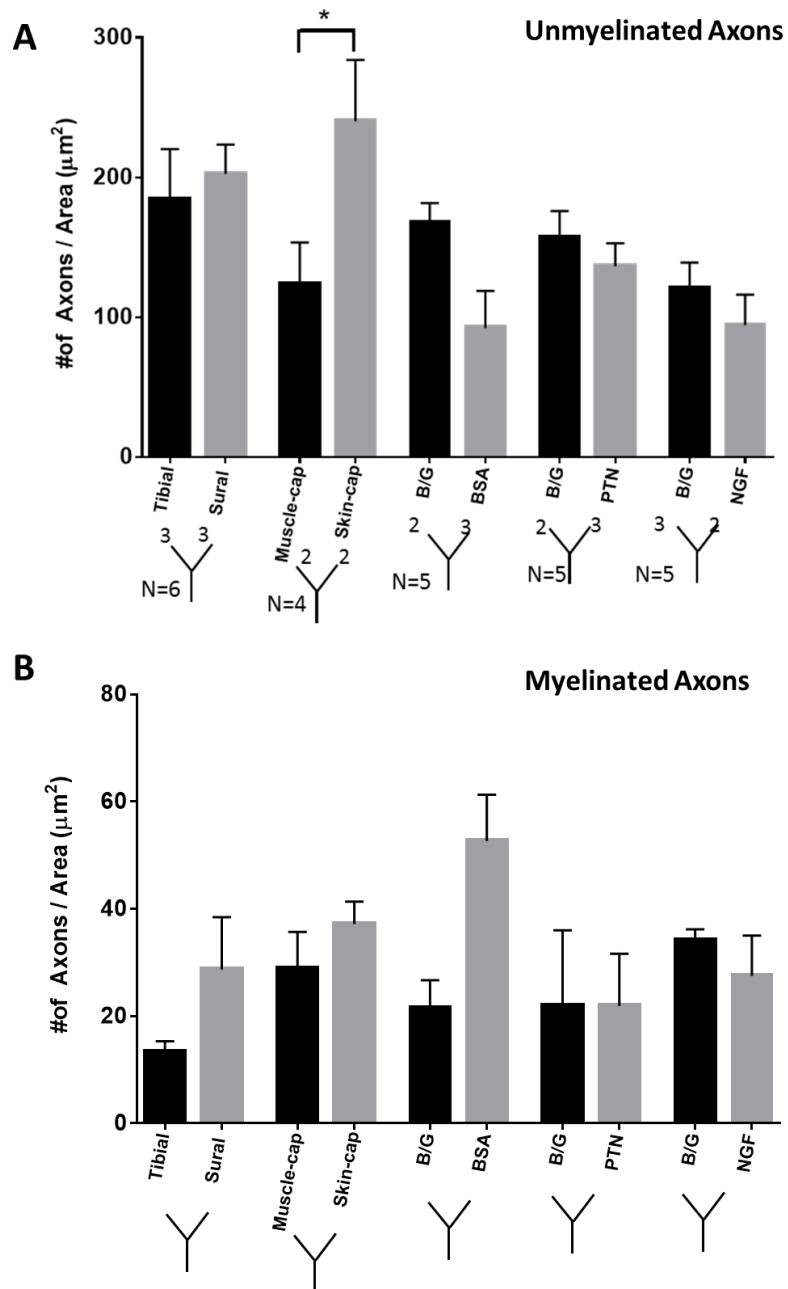 A
Unmyelinated Axons
*
#of Axons / Area (μm²)
300
200
100
0
Tibial
Sural
Muscle-cap
Skin-cap
B/G
BSA
B/G
PTN
B/G
NGF
3 3
2 2
2 3
2 3
3 2
N=6
N=4
N=5
N=5
N=5
B
Myelinated Axons
#of Axons / Area (μm²)
80
60
40
20
0
Tibial
Sural
Muscle-cap
Skin-cap
B/G
BSA
B/G
PTN
B/G
NGF